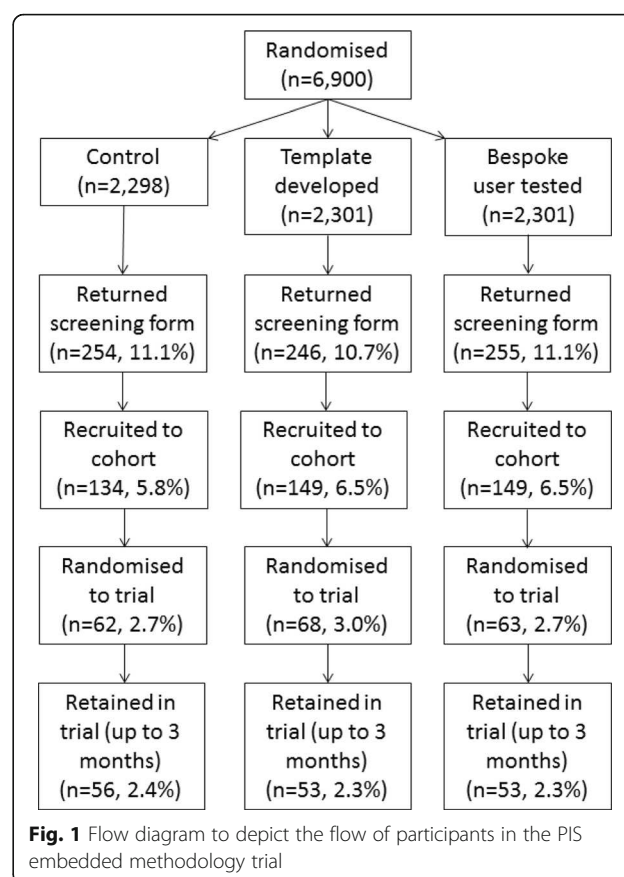 Randomised
(n=6,900)
Control
(n=2,298)
Template
developed
(n=2,301)
Bespoke
user tested
(n=2,301)
Returned
screening form
(n=254, 11.1%)
Returned
screening form
(n=246, 10.7%)
Returned
screening form
(n=255, 11.1%)
Recruited to
cohort
(n=134, 5.8%)
Recruited to
cohort
(n=149, 6.5%)
Recruited to
cohort
(n=149, 6.5%)
Randomised
to trial
(n=62, 2.7%)
Randomised
to trial
(n=68, 3.0%)
Randomised
to trial
(n=63, 2.7%)
Retained in
trial (up to 3
months)
(n=56, 2.4%)
Retained in
trial (up to 3
months)
(n=53, 2.3%)
Retained in
trial (up to 3
months)
(n=53, 2.3%)
Fig. 1 Flow diagram to depict the flow of participants in the PIS
embedded methodology trial